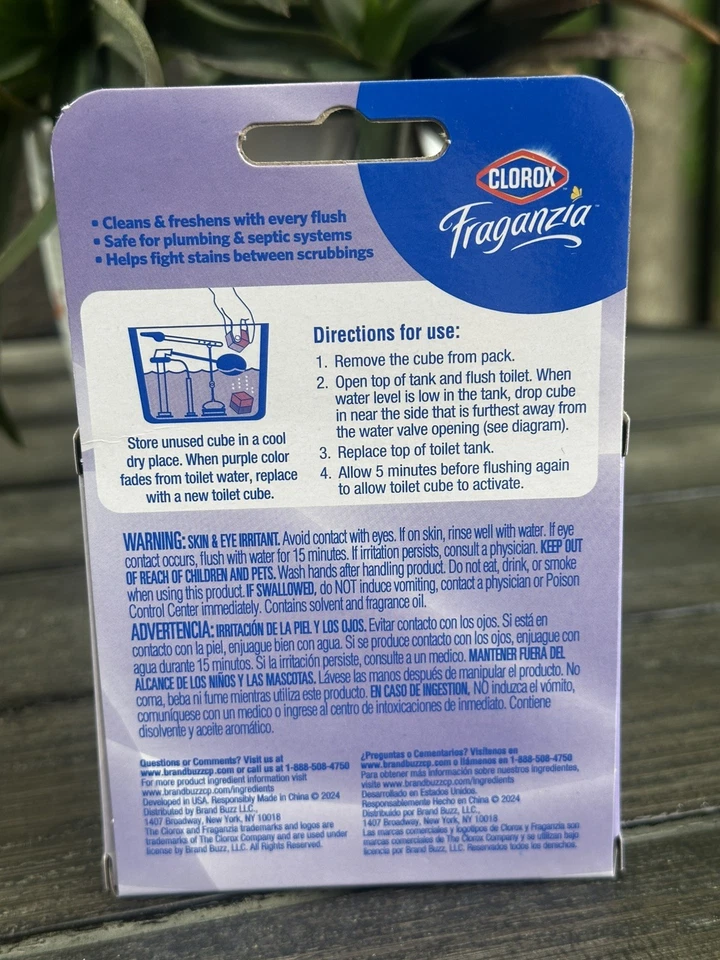 CLOROX
Fraganzia
• Cleans & freshens with every flush
• Safe for plumbing & septic systems
• Helps fight stains between scrubbings
Store unused cube in a cool
dry place. When purple color
fades from toilet water, replace
with a new toilet cube.
Directions for use:
1. Remove the cube from pack.
2. Open top of tank and flush toilet. When
water level is low in the tank, drop cube
in near the side that is furthest away from
the water valve opening (see diagram).
3. Replace top of toilet tank.
4. Allow 5 minutes before flushing again
to allow toilet cube to activate.
WARNING: SKIN & EYE IRRITANT. Avoid contact with eyes. If on skin, rinse well with water. If eye
contact occurs, flush with water for 15 minutes. If irritation persists, consult a physician. KEEP OUT
OF REACH OF CHILDREN AND PETS. Wash hands after handling product. Do not eat, drink, or smoke
when using this product. IF SWALLOWED, do NOT induce vomiting, contact a physician or Poison
Control Center immediately. Contains solvent and fragrance oil.
ADVERTENCIA: IRRITACIÓN DE LA PIEL Y LOS OJOS. Evitar contacto con los ojos. Si está en
contacto con la piel, enjuague bien con agua. Si se produce contacto con los ojos, enjuague con
agua durante 15 minutos. Si la irritación persiste, consulte a un medico. MANTENER FUERA DEL
ALCANCE DE LOS NIÑOS Y LAS MASCOTAS. Lávese las manos después de manipular el producto. No
coma, beba ni fume mientras utiliza este producto. EN CASO DE INGESTION, NO induzca el vómito,
comuníquese con un medico o ingrese al centro de intoxicaciones de inmediato. Contiene
disolvente y aceite aromático.
Questions or Comments? Visit us at
www.brandbuzzcp.com or call us at 1-888-508-4750
For more product ingredient information visit
www.brandbuzzcp.com/ingredients
Developed in USA. Responsibly Made in China © 2024
Distributed by Brand Buzz LLC.,
1407 Broadway, New York, NY 10018
The Clorox and Fraganzia trademarks and logos are
trademarks of The Clorox Company and are used under
license by Brand Buzz, LLC. All Rights Reserved.
¿Preguntas o Comentarios? Visítenos en
www.brandbuzzcp.com o llámenos en 1-888-508-4750
Para obtener más información sobre nuestros ingredientes,
visite www.brandbuzzcp.com/ingredients
Desarrollado en Estados Unidos.
Responsablemente Hecho en China © 2024
Distribuido por Brand Buzz, LLC.,
1407 Broadway, New York, NY 10018
Las marcas comerciales y logotipos de Clorox y Fraganzia son
marcas comerciales de The Clorox Company y se utilizan bajo
licencia por Brand Buzz, LLC. Reservados todos los derechos.